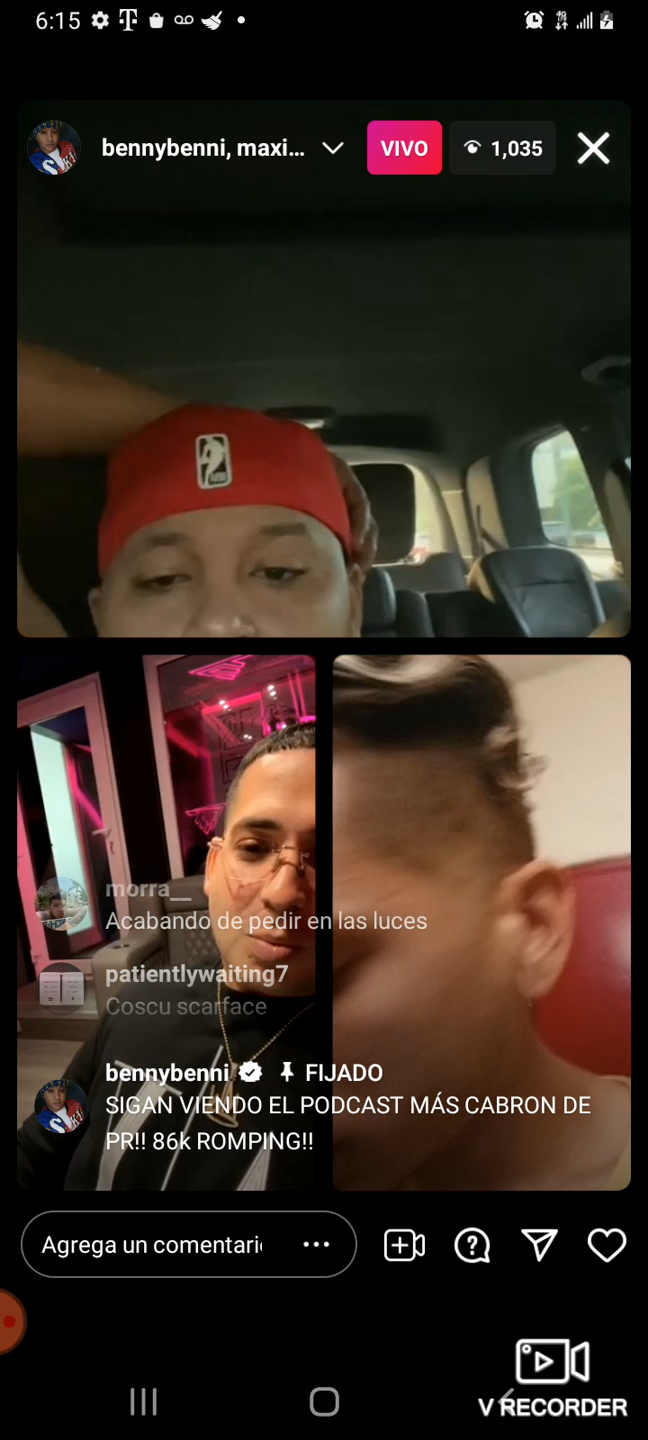 6:15
bennybenni, maxi...
VIVO
1,035
morra__
Acabando de pedir en las luces
patientlywaiting7
Coscu scarface
bennybenni FIJADO
SIGAN VIENDO EL PODCAST MÁS CABRON DE
PR!! 86k ROMPING!!
Agrega un comentari
V RECORDER